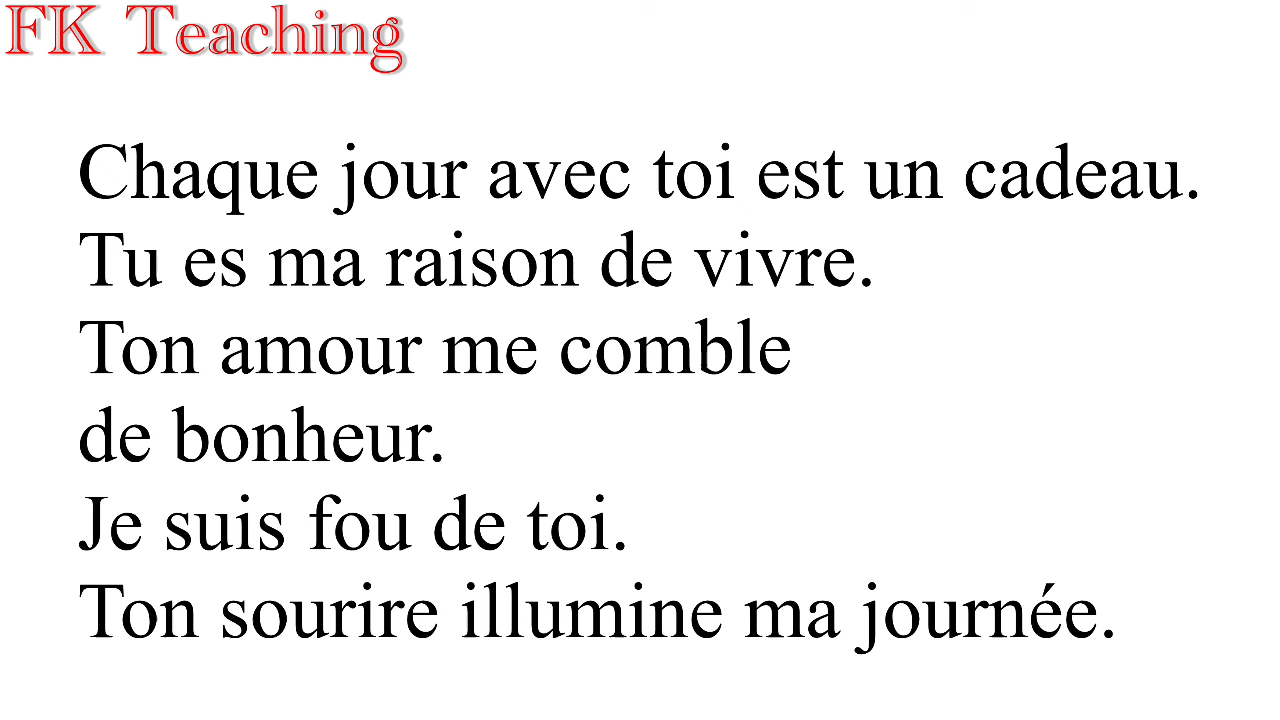 FK Teaching
Chaque jour avec toi est un cadeau.
Tu es ma raison de vivre.
Ton amour me comble
de bonheur.
Je suis fou de toi.
Ton sourire illumine ma journée.